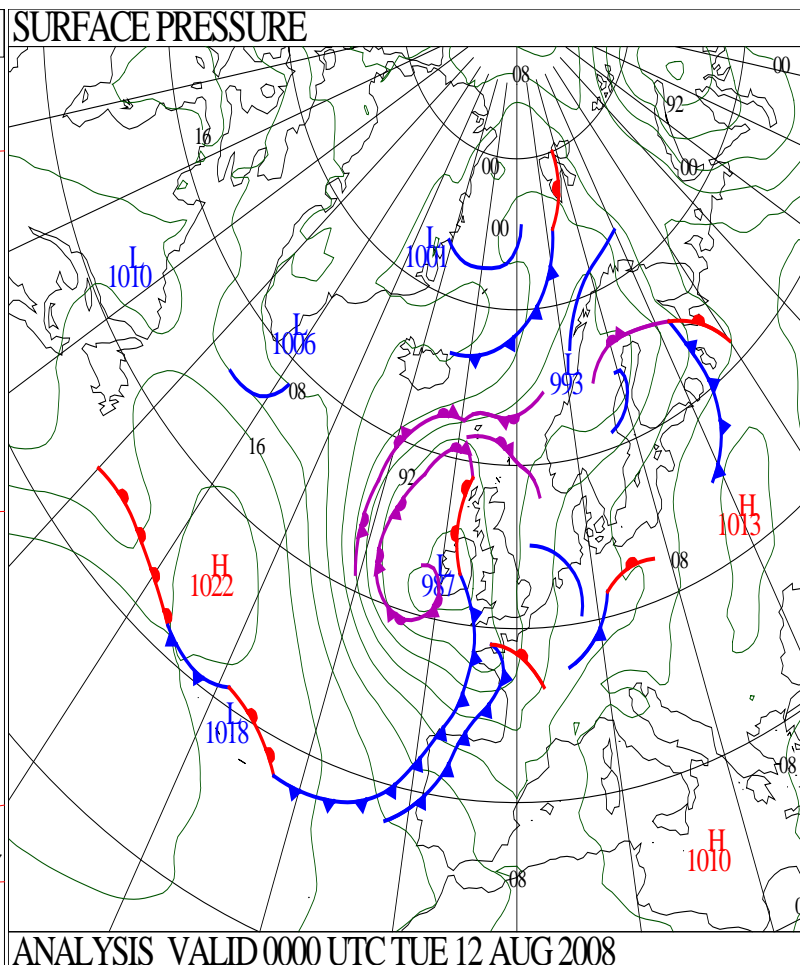 SURFACE PRESSURE
08
00
92
16
00
00
00
L
1001
L
1010
L
1006
L
993
08
16
92
H
1013
L
987
H
1022
08
L
1018
08
H
1010
08
ANALYSIS VALID 0000 UTC TUE 12 AUG 2008